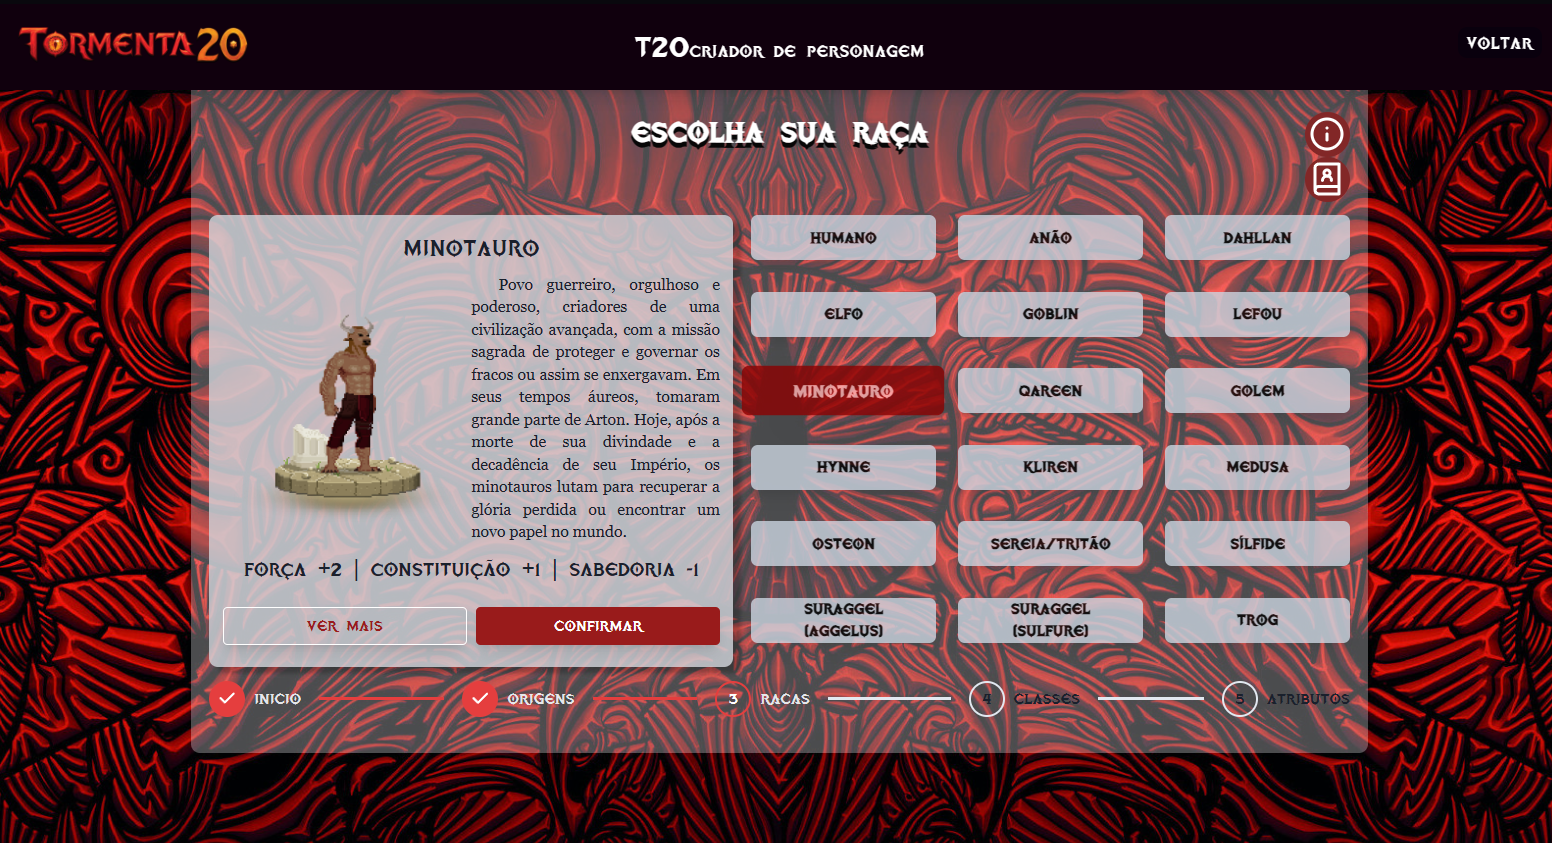 TORMENTA20
T20CRIADOR DE PERSONAGEM
VOLTAR
ESCOLHA SUA RAÇA
MINOTAURO
Povo guerreiro, orgulhoso e
poderoso, criadores de uma
civilização avançada, com a missão
sagrada de proteger e governar os
fracos ou assim se enxergavam. Em
seus tempos áureos, tomaram
grande parte de Arton. Hoje, após a
morte de sua divindade e a
decadência de seu Império, os
minotauros lutam para recuperar a
glória perdida ou encontrar um
novo papel no mundo.
FORÇA +2 | CONSTITUIÇÃO +1 | SABEDORIA -1
VER MAIS
CONFIRMAR
HUMANO
ANÃO
DAHLLAN
ELFO
GOBLIN
LEFOU
MINOTAURO
QAREEN
GOLEM
HYNNE
KLIREN
MEDUSA
OSTEON
SEREIA/TRITÃO
SÍLFIDE
SURAGGEL
(AGGELUS)
SURAGGEL
(SULFURE)
TROG
INICIO
ORIGENS
3 RACAS
4 CLASSES
5 ATRIBUTOS